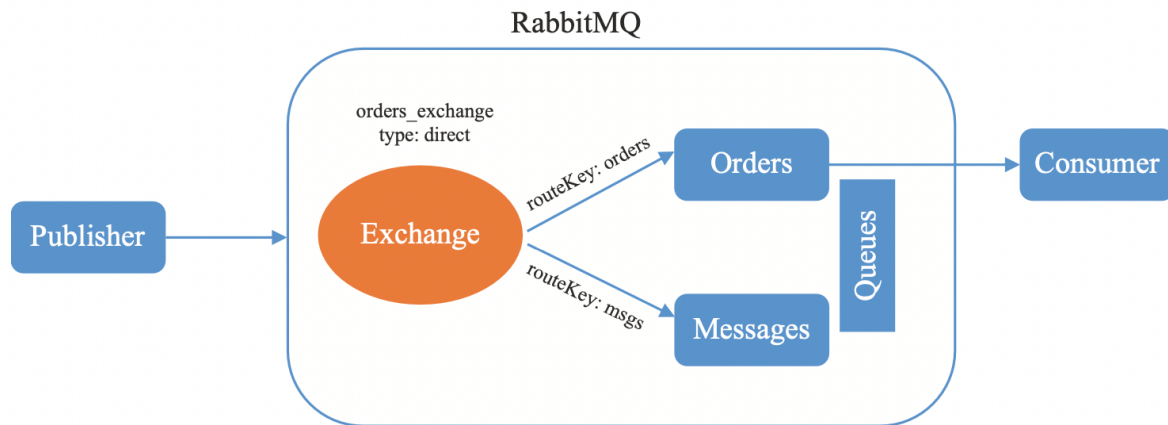 RabbitMQ
orders_exchange
type: direct
Publisher
Exchange
routeKey: orders
routeKey: msgs
Orders
Messages
Queues
Consumer